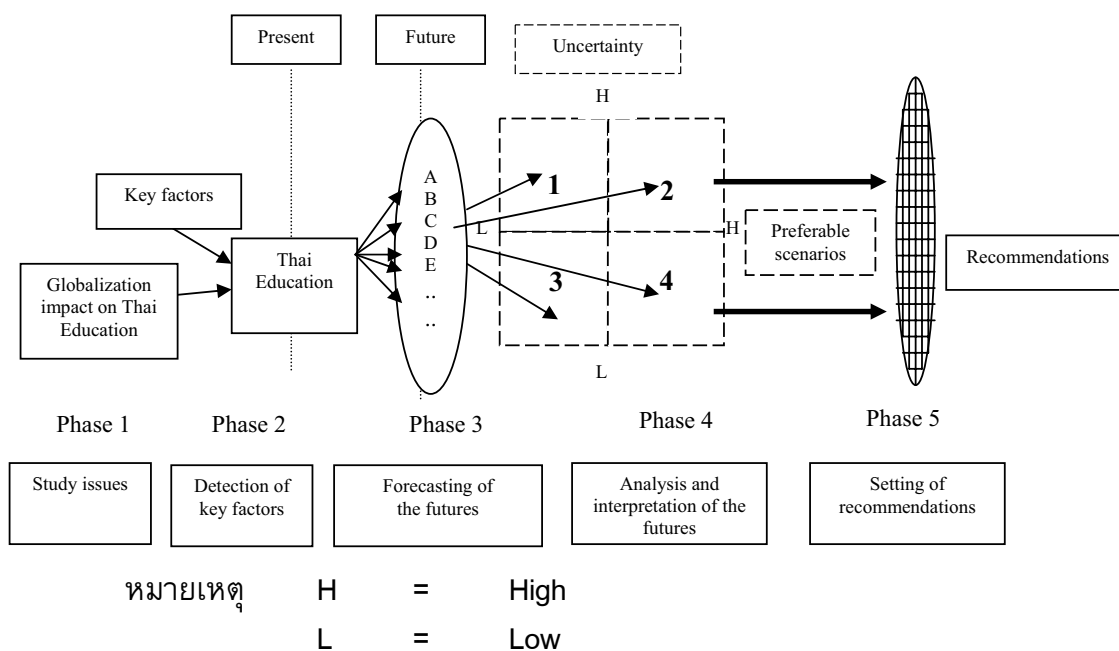 Present
Future
Uncertainty
H
Key factors
A
B
C
D
E
..
..
1
2
L
H
Thai
Education
Preferable
scenarios
Recommendations
Globalization
impact on Thai
Education
3
4
L
Phase 1
Phase 2
Phase 3
Phase 4
Phase 5
Study issues
Detection of
key factors
Forecasting of
the futures
Analysis and
interpretation of the
futures
Setting of
recommendations
หมายเหตุ H = High
L = Low